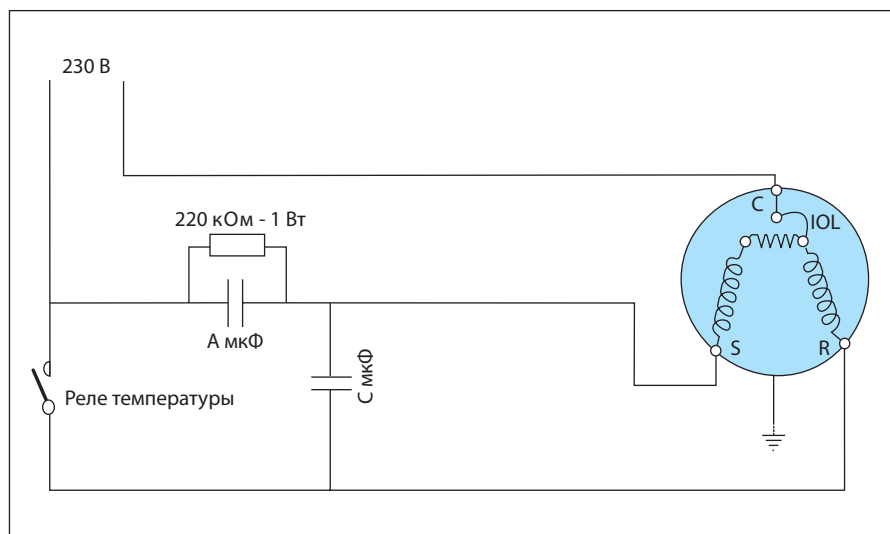 230 В
C
IOL
220 кОм - 1 Вт
А мкФ
S
R
С мкФ
Реле температуры